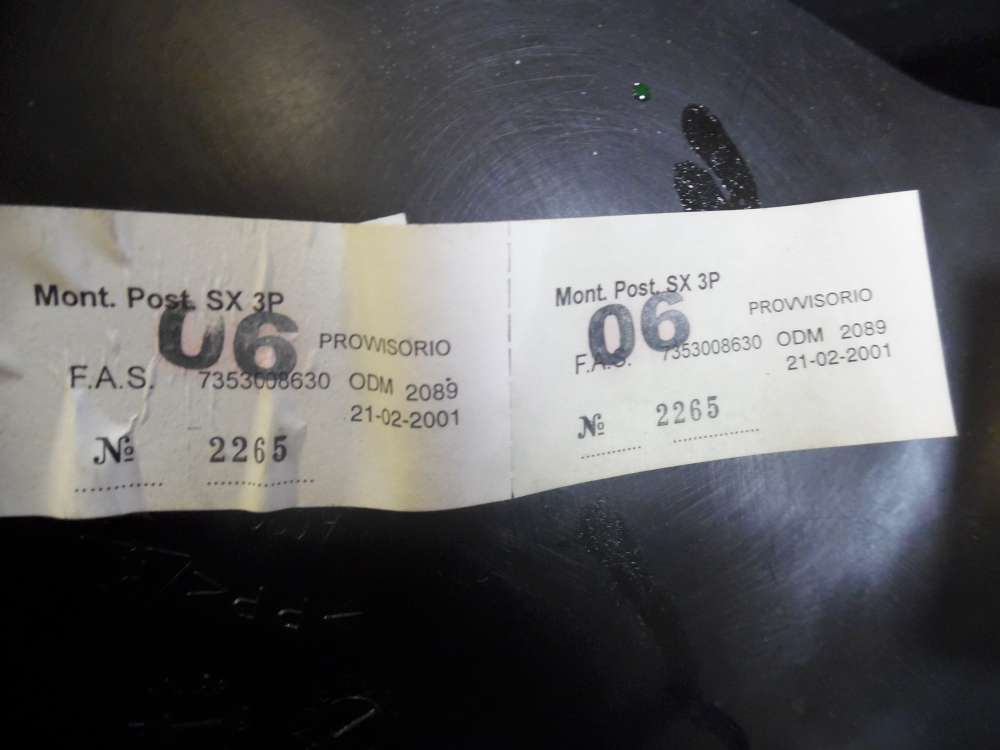 Mont. Post. SX 3P
06
PROVVISORIO
F.A.S. 7353008630 ODM 2089
21-02-2001
№ 2265
Mont. Post. SX 3P
06
PROVVISORIO
F.A.S. 7353008630 ODM 2089
21-02-2001
№ 2265